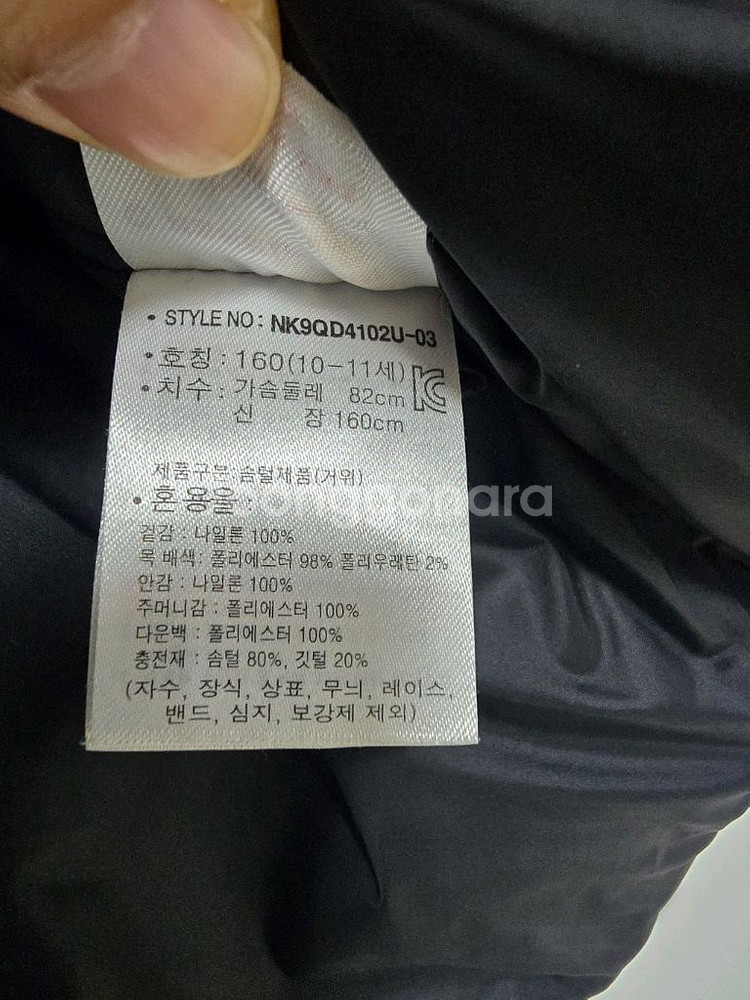 • STYLE NO : NK9QD4102U-03
• 호칭 : 160(10-11세)
• 치수 : 가슴둘레 82cm
신 장 160cm
제품구분:솜털제품(거위)
• 혼용율 :
겉감 : 나일론 100%
목 배색: 폴리에스터 98% 폴리우레탄 2%
안감 : 나일론 100%
주머니감 : 폴리에스터 100%
다운백 : 폴리에스터 100%
충전재 : 솜털 80%, 깃털 20%
(자수, 장식, 상표, 무늬, 레이스,
밴드, 심지, 보강제 제외)